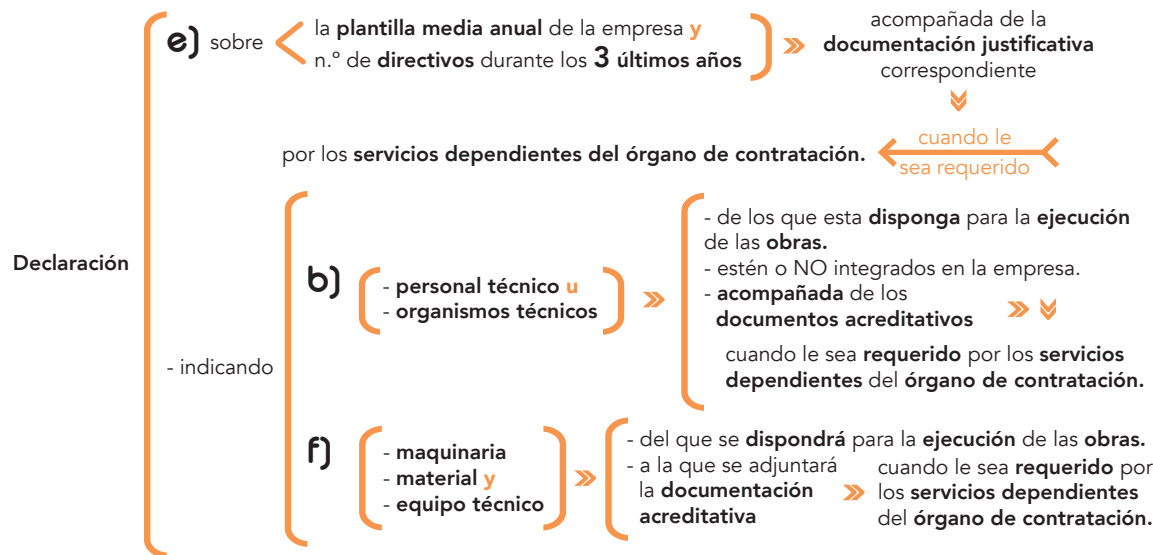 e) sobre
la plantilla media anual de la empresa y
n.º de directivos durante los 3 últimos años
acompañada de la
documentación justificativa
correspondiente
cuando le
sea requerido
por los servicios dependientes del órgano de contratación.
Declaración
- indicando
b)
- personal técnico u
- organismos técnicos
- de los que esta disponga para la ejecución
de las obras.
- estén o NO integrados en la empresa.
- acompañada de los
documentos acreditativos
cuando le sea requerido por los servicios
dependientes del órgano de contratación.
f)
- maquinaria
- material y
- equipo técnico
- del que se dispondrá para la ejecución de las obras.
- a la que se adjuntará
la documentación
acreditativa
cuando le sea requerido por
los servicios dependientes
del órgano de contratación.